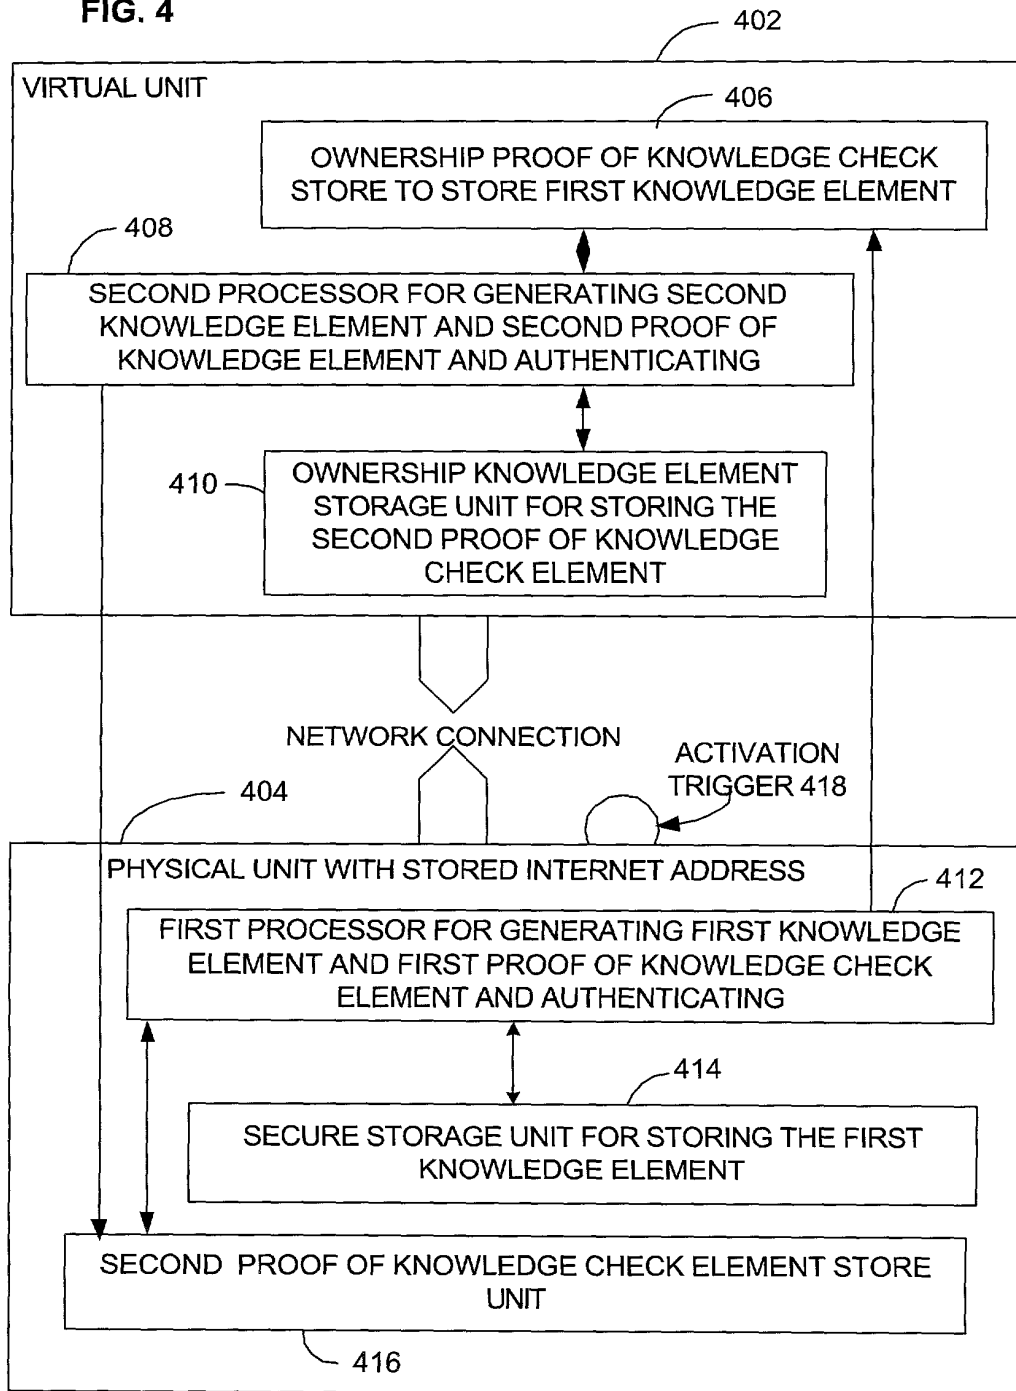 FIG. 4
402
VIRTUAL UNIT
406
OWNERSHIP PROOF OF KNOWLEDGE CHECK
STORE TO STORE FIRST KNOWLEDGE ELEMENT
408
SECOND PROCESSOR FOR GENERATING SECOND
KNOWLEDGE ELEMENT AND SECOND PROOF OF
KNOWLEDGE ELEMENT AND AUTHENTICATING
410
OWNERSHIP KNOWLEDGE ELEMENT
STORAGE UNIT FOR STORING THE
SECOND PROOF OF KNOWLEDGE
CHECK ELEMENT
NETWORK CONNECTION
ACTIVATION
TRIGGER 418
404
PHYSICAL UNIT WITH STORED INTERNET ADDRESS
412
FIRST PROCESSOR FOR GENERATING FIRST KNOWLEDGE
ELEMENT AND FIRST PROOF OF KNOWLEDGE CHECK
ELEMENT AND AUTHENTICATING
414
SECURE STORAGE UNIT FOR STORING THE FIRST
KNOWLEDGE ELEMENT
SECOND PROOF OF KNOWLEDGE CHECK ELEMENT STORE
UNIT
416